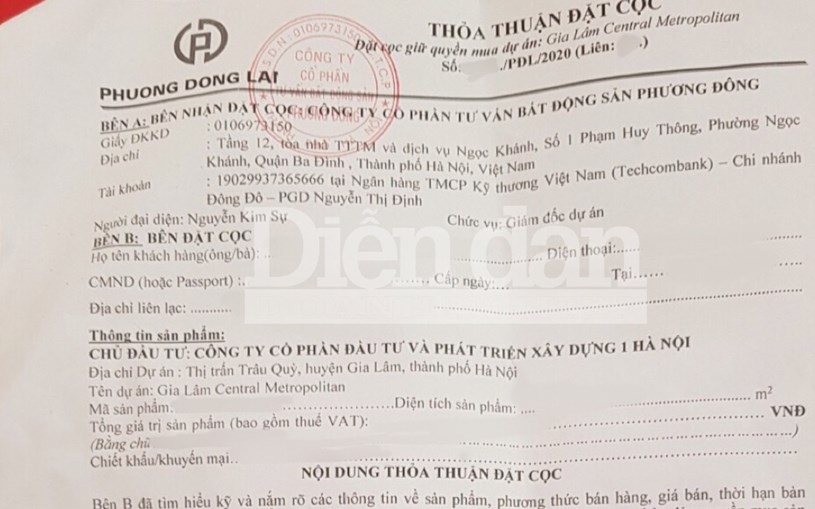 PHUONG DONG LAI
THỎA THUẬN ĐẶT CỌC
Đặt cọc giữ quyền mua dự án: Gia Lâm Central Metropolitan
Số: ./PDL/2020 (Liên: )
CÔNG TY
CỔ PHẦN
BÊN A: BÊN NHẬN ĐẶT CỌC: CÔNG TY CỔ PHẦN TƯ VẤN BẤT ĐỘNG SẢN PHƯƠNG ĐÔNG
Giấy ĐKKD : 0106973150
Địa chỉ : Tầng 12, tòa nhà TTTM và dịch vụ Ngọc Khánh, Số 1 Phạm Huy Thông, Phường Ngọc
Khánh, Quận Ba Đình , Thành phố Hà Nội, Việt Nam
Tài khoản : 19029937365666 tại Ngân hàng TMCP Kỹ thương Việt Nam (Techcombank) – Chi nhánh
Đông Đô – PGD Nguyễn Thị Định
Người đại diện: Nguyễn Kim Sự Chức vụ: Giám đốc dự án
BÊN B: BÊN ĐẶT CỌC
Họ tên khách hàng(ông/bà): .. Điện thoại:......
CMND (hoặc Passport) :. Cấp ngày:... Tại......
Địa chỉ liên lạc: ...........
Diễn đàn
Thông tin sản phẩm:
CHỦ ĐẦU TƯ: CÔNG TY CỔ PHẦN ĐẦU TƯ VÀ PHÁT TRIỂN XÂY DỰNG 1 HÀ NỘI
Địa chỉ Dự án : Thị trấn Trâu Quỳ, huyện Gia Lâm, thành phố Hà Nội
Tên dự án: Gia Lâm Central Metropolitan
Mã sản phẩm. ......................Diện tích sản phẩm: .... m²
Tổng giá trị sản phẩm (bao gồm thuế VAT): VNĐ
(Bằng chữ ......)
Chiết khấu/khuyến mại..
NỘI DUNG THỎA THUẬN ĐẶT CỌC
Bên B đã tìm hiểu kỹ và nắm rõ các thông tin về sản phẩm, phương thức bán hàng, giá bán, thời hạn bàn